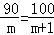 90/m = 100/(m+1)